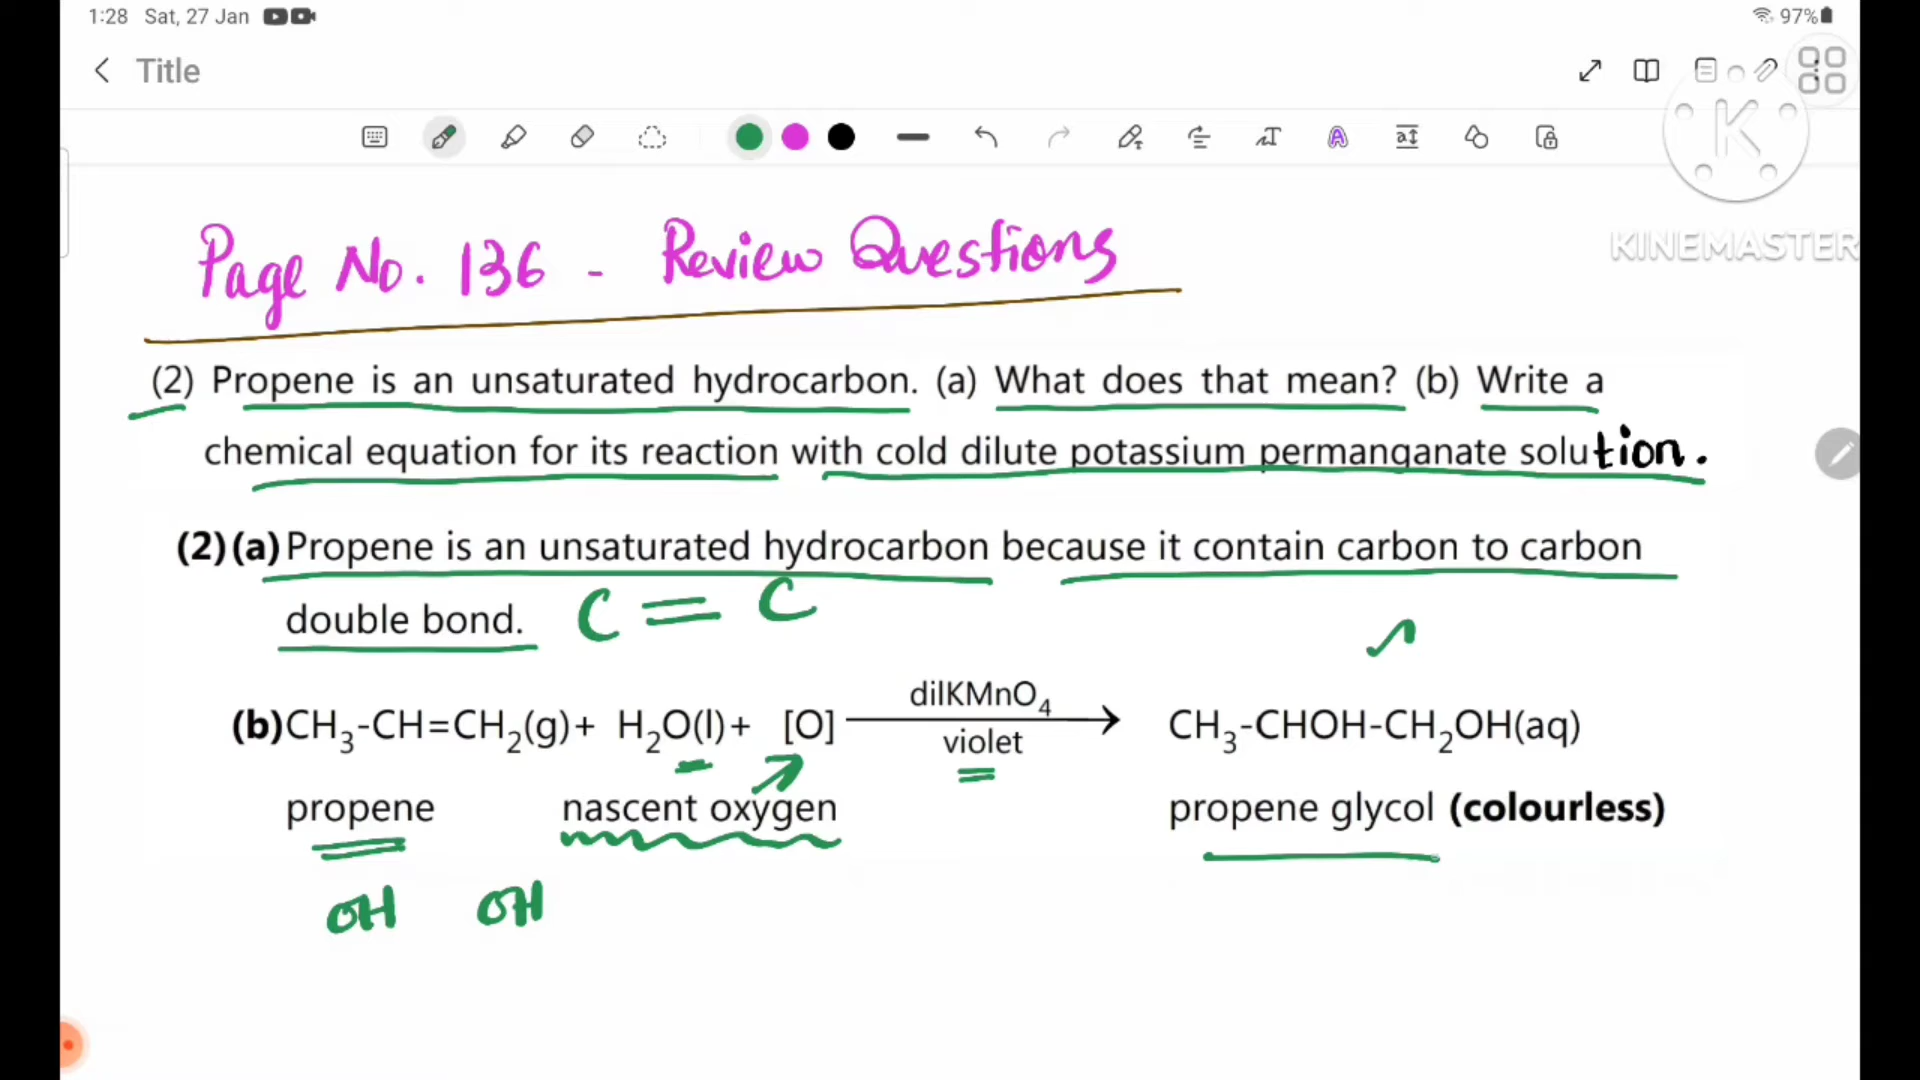 1:28 Sat, 27 Jan 97%
Title
KINEMASTER
Page No. 136 - Review Questions
(2) Propene is an unsaturated hydrocarbon. (a) What does that mean? (b) Write a
chemical equation for its reaction with cold dilute potassium permanganate solution.
(2)(a) Propene is an unsaturated hydrocarbon because it contain carbon to carbon
double bond. C = C
dilKMnO₄
(b)CH₃-CH=CH₂(g)+ H₂O(l)+ [O] → CH₃-CHOH-CH₂OH(aq)
violet
propene nascent oxygen propene glycol (colourless)
OH OH